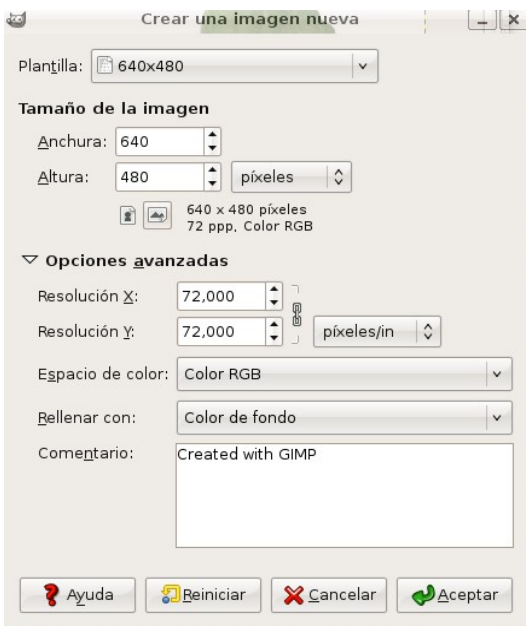 Crear una imagen nueva
Plantilla: 640x480
Tamaño de la imagen
Anchura: 640
Altura: 480 píxeles
640 x 480 píxeles
72 ppp, Color RGB
Opciones avanzadas
Resolución X: 72,000
Resolución Y: 72,000 píxeles/in
Espacio de color: Color RGB
Rellenar con: Color de fondo
Comentario: Created with GIMP
Ayuda Reiniciar Cancelar Aceptar